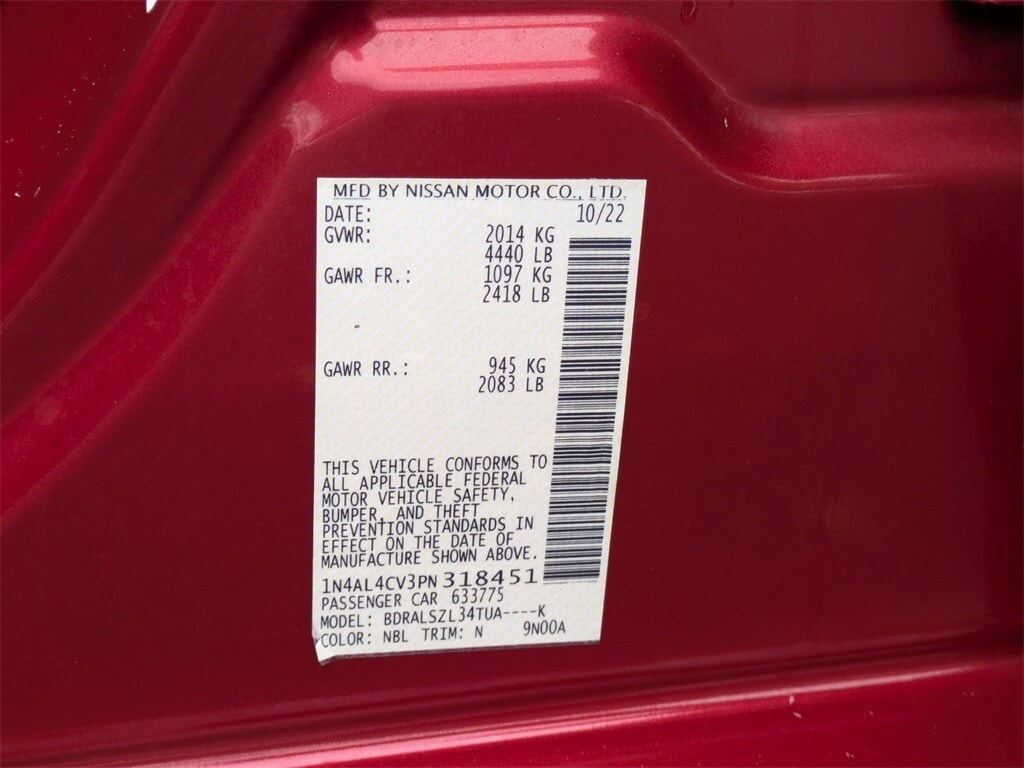 MFD BY NISSAN MOTOR CO., LTD.
DATE: 10/22
GVWR: 2014 KG
4440 LB
GAWR FR.: 1097 KG
2418 LB
GAWR RR.: 945 KG
2083 LB
THIS VEHICLE CONFORMS TO
ALL APPLICABLE FEDERAL
MOTOR VEHICLE SAFETY,
BUMPER, AND THEFT
PREVENTION STANDARDS IN
EFFECT ON THE DATE OF
MANUFACTURE SHOWN ABOVE.
1N4AL4CV3PN318451
PASSENGER CAR 633775
MODEL: BDRALSZL34TUA----K
COLOR: NBL TRIM: N 9N00A